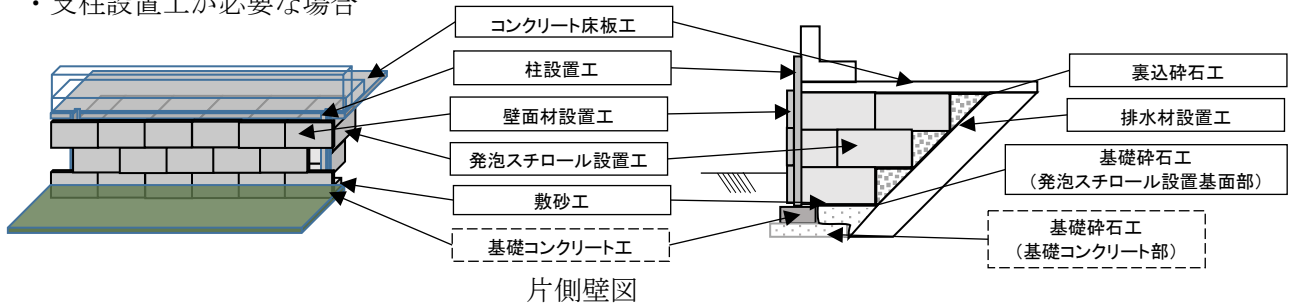 ・支柱設置工が必要な場合
コンクリート床板工
柱設置工
壁面材設置工
発泡スチロール設置工
敷砂工
基礎コンクリート工
裏込砕石工
排水材設置工
基礎砕石工
（発泡スチロール設置基面部）
基礎砕石工
（基礎コンクリート部）
片側壁図